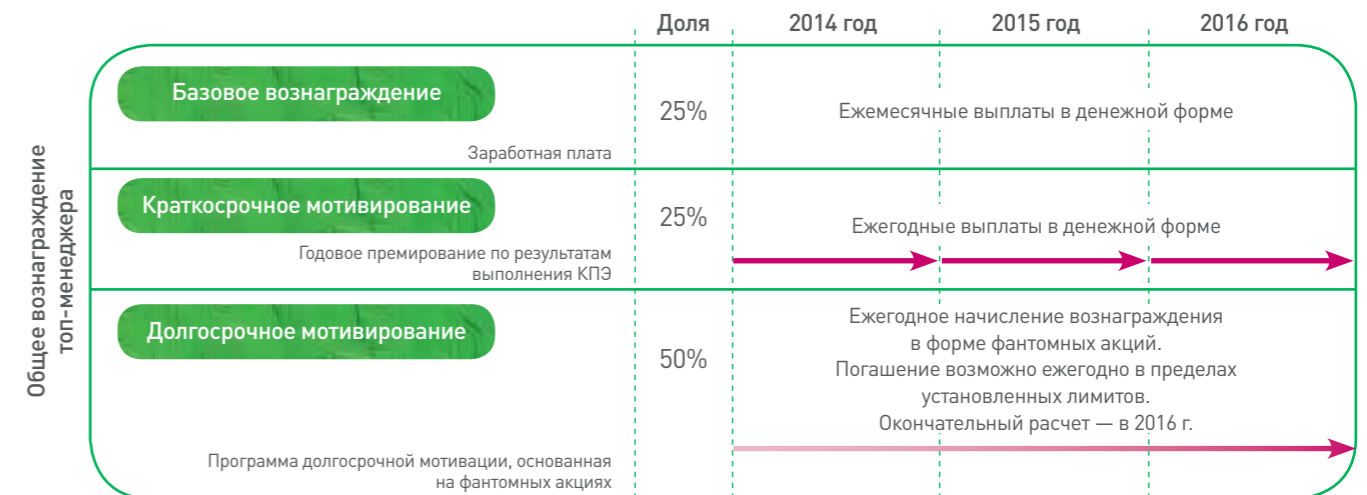 Доля 2014 год 2015 год 2016 год
Общее вознаграждение
топ-менеджера
Базовое вознаграждение
Заработная плата
25%
Ежемесячные выплаты в денежной форме
Краткосрочное мотивирование
Годовое премирование по результатам
выполнения КПЭ
25%
Ежегодные выплаты в денежной форме
Долгосрочное мотивирование
Программа долгосрочной мотивации, основанная
на фантомных акциях
50%
Ежегодное начисление вознаграждения
в форме фантомных акций.
Погашение возможно ежегодно в пределах
установленных лимитов.
Окончательный расчет — в 2016 г.